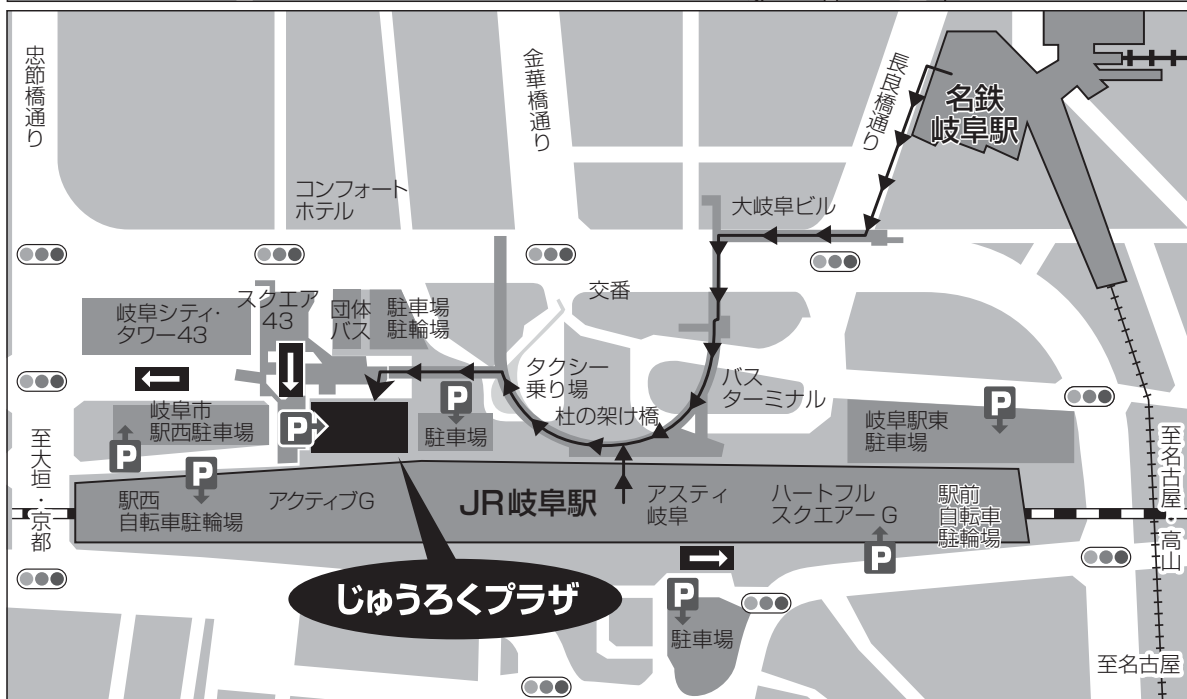 忠節橋通り
金華橋通り
長良橋通り
名鉄
岐阜駅
コンフォート
ホテル
大岐阜ビル
交番
スクエア
43
団体
バス
駐車場
駐輪場
岐阜シティ・
タワー43
タクシー
乗り場
杜の架け橋
バス
ターミナル
岐阜市
駅西駐車場
P
P
P
駐車場
P
岐阜駅東
駐車場
至大垣・京都
至名古屋・高山
P
駅西
自転車駐輪場
アクティブG
JR岐阜駅
アスティ
岐阜
ハートフル
スクエアーG
駅前
自転車
駐輪場
P
じゅうろくプラザ
P
駐車場
至名古屋